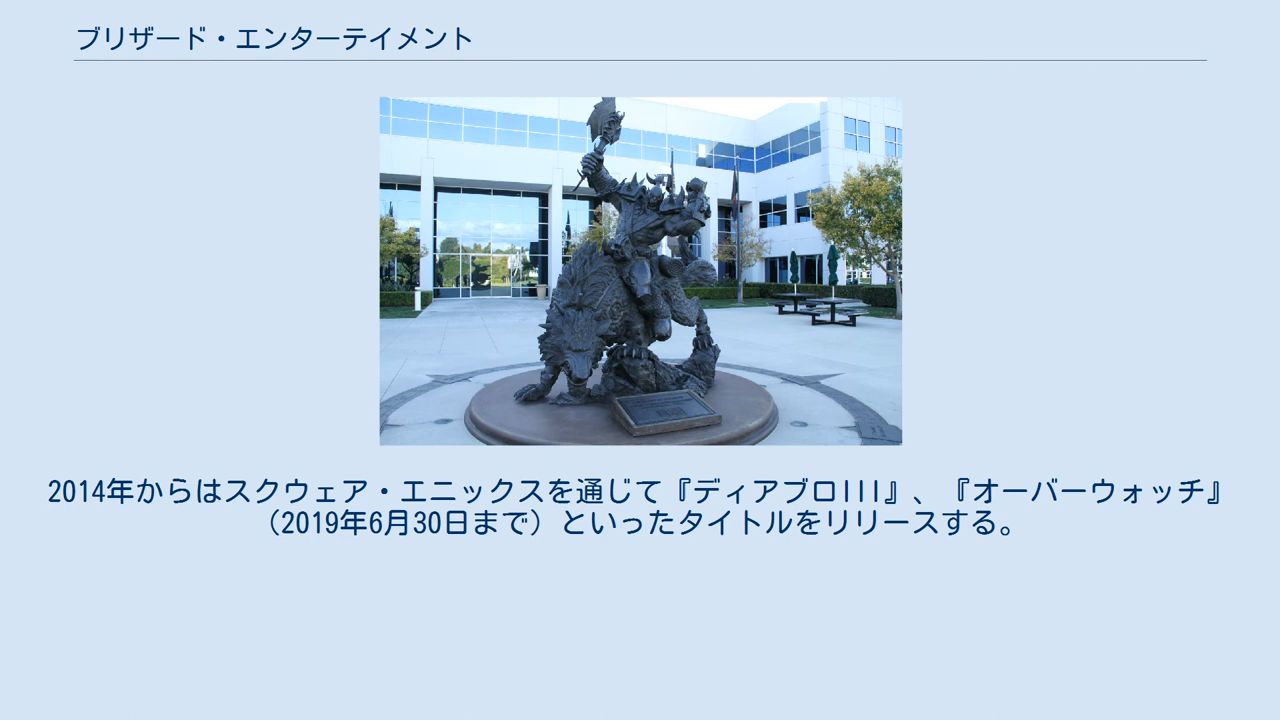 ブリザード・エンターテイメント
2014年からはスクウェア・エニックスを通じて『ディアブロIII』、『オーバーウォッチ』
（2019年6月30日まで）といったタイトルをリリースする。